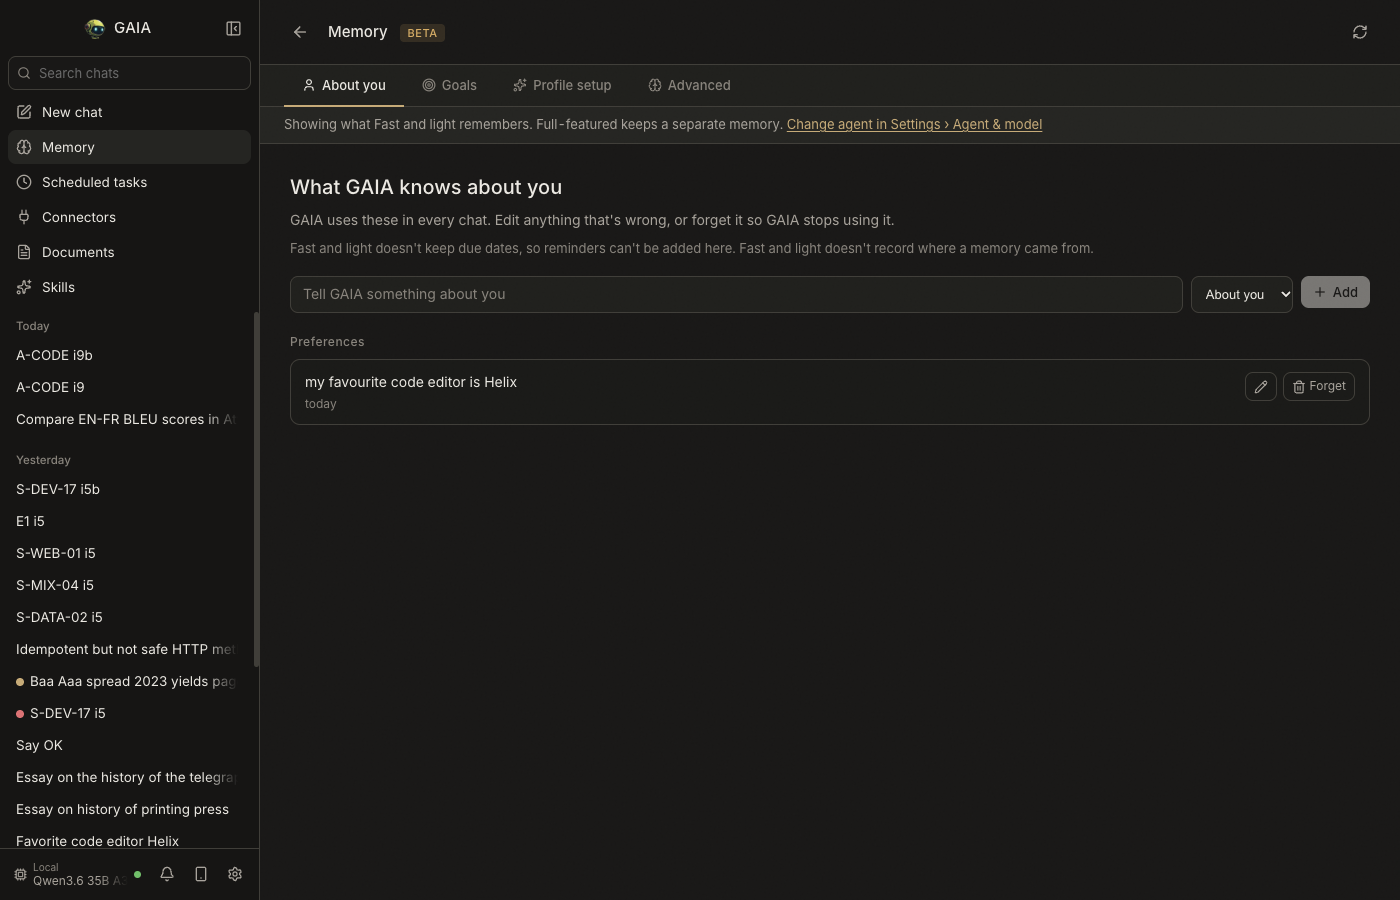 GAIA
Search chats
New chat
Memory
Scheduled tasks
Connectors
Documents
Skills
Today
A-CODE i9b
A-CODE i9
Compare EN-FR BLEU scores in
Yesterday
S-DEV-17 i5b
E1 i5
S-WEB-01 i5
S-MIX-04 i5
S-DATA-02 i5
Idempotent but not safe HTTP met
Baa Aaa spread 2023 yields pag
S-DEV-17 i5
Say OK
Essay on the history of the telegra
Essay on history of printing press
Favorite code editor Helix
Local
Qwen3.6 35B A3
Memory BETA
About you Goals Profile setup Advanced
Showing what Fast and light remembers. Full-featured keeps a separate memory. Change agent in Settings › Agent & model
What GAIA knows about you
GAIA uses these in every chat. Edit anything that's wrong, or forget it so GAIA stops using it.
Fast and light doesn't keep due dates, so reminders can't be added here. Fast and light doesn't record where a memory came from.
Tell GAIA something about you About you + Add
Preferences
my favourite code editor is Helix
today
Forget